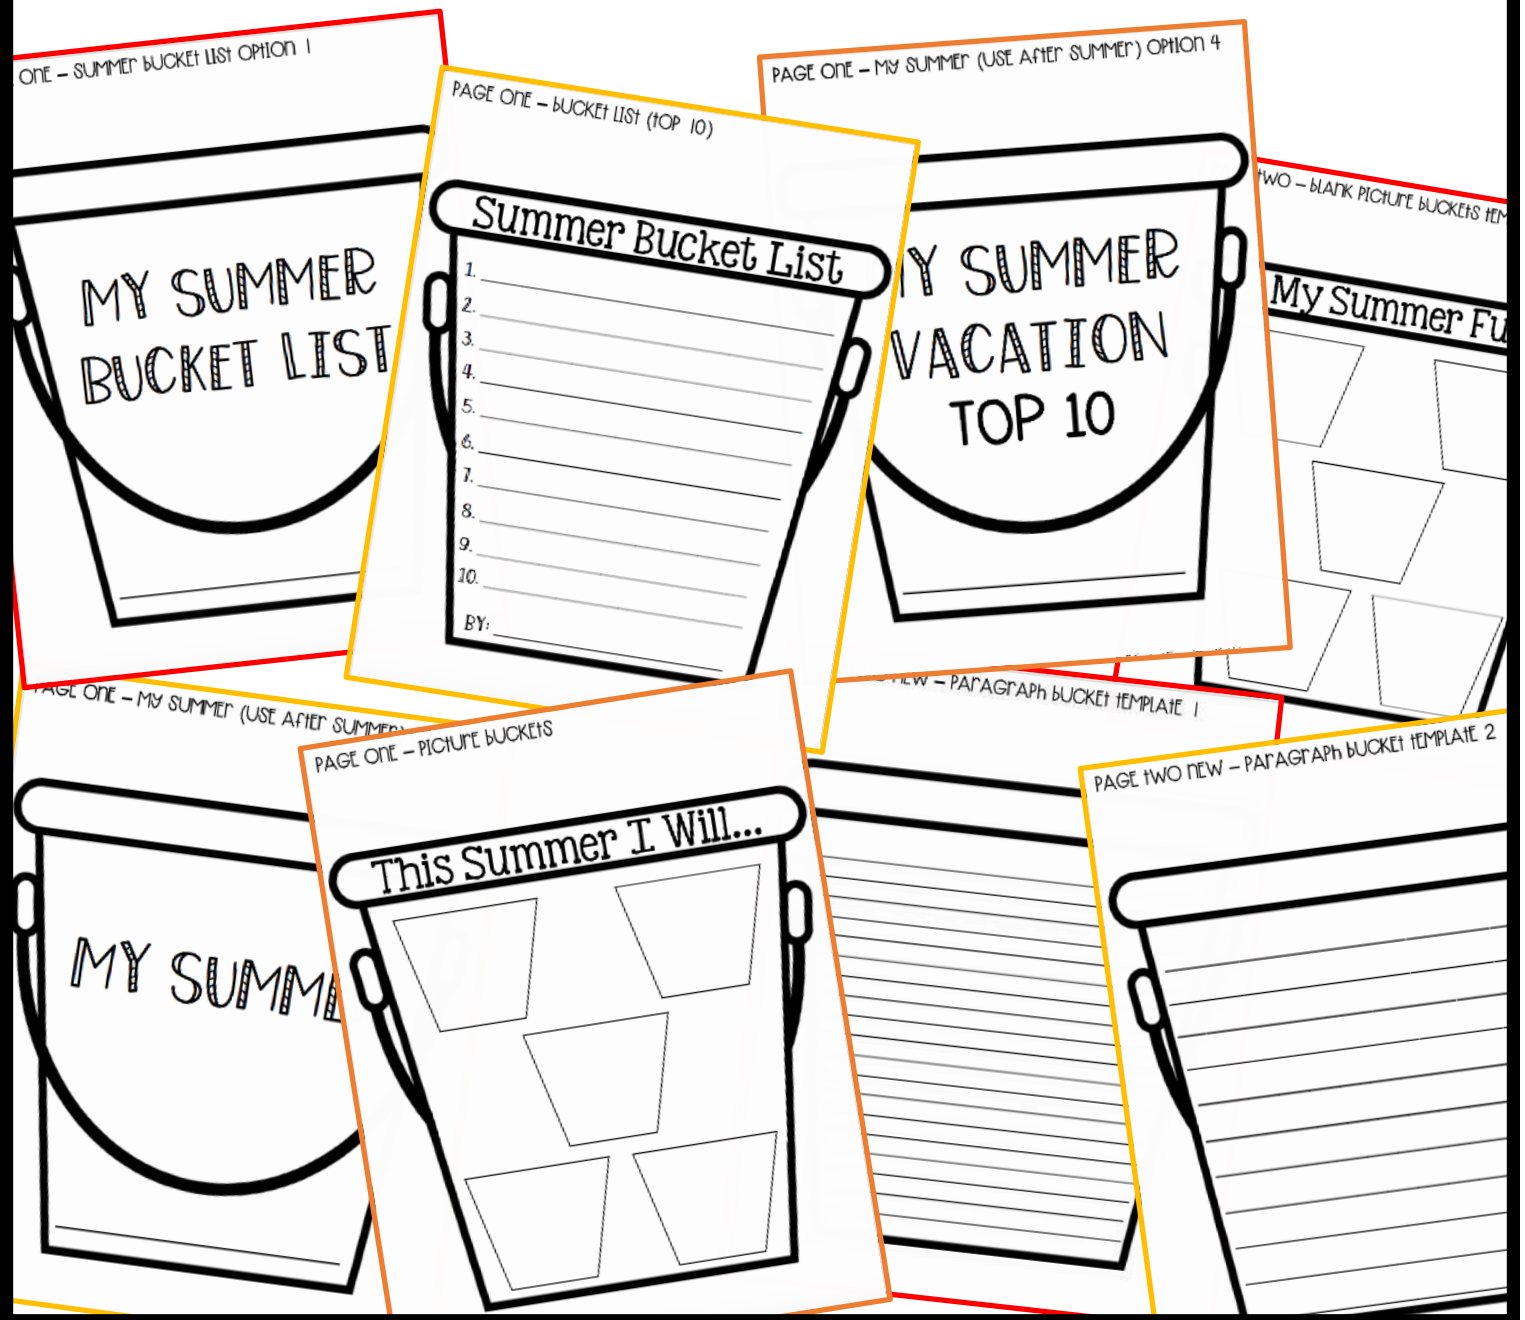 ONE – SUMMER BUCKET LIST OPTION 1
MY SUMMER
BUCKET LIST
PAGE ONE – BUCKET LIST (TOP 10)
Summer Bucket List
1.
2.
3.
4.
5.
6.
7.
8.
9.
10.
BY:
PAGE ONE – MY SUMMER (USE AFTER SUMMER) OPTION 4
Y SUMMER
VACATION
TOP 10
TWO – BLANK PICTURE BUCKETS TEM
My Summer Fu
PAGE ONE – MY SUMMER (USE AFTER SUMMER)
MY SUMM
PAGE ONE – PICTURE BUCKETS
This Summer I Will...
NEW – PARAGRAPH BUCKET TEMPLATE 1
PAGE TWO NEW – PARAGRAPH BUCKET TEMPLATE 2